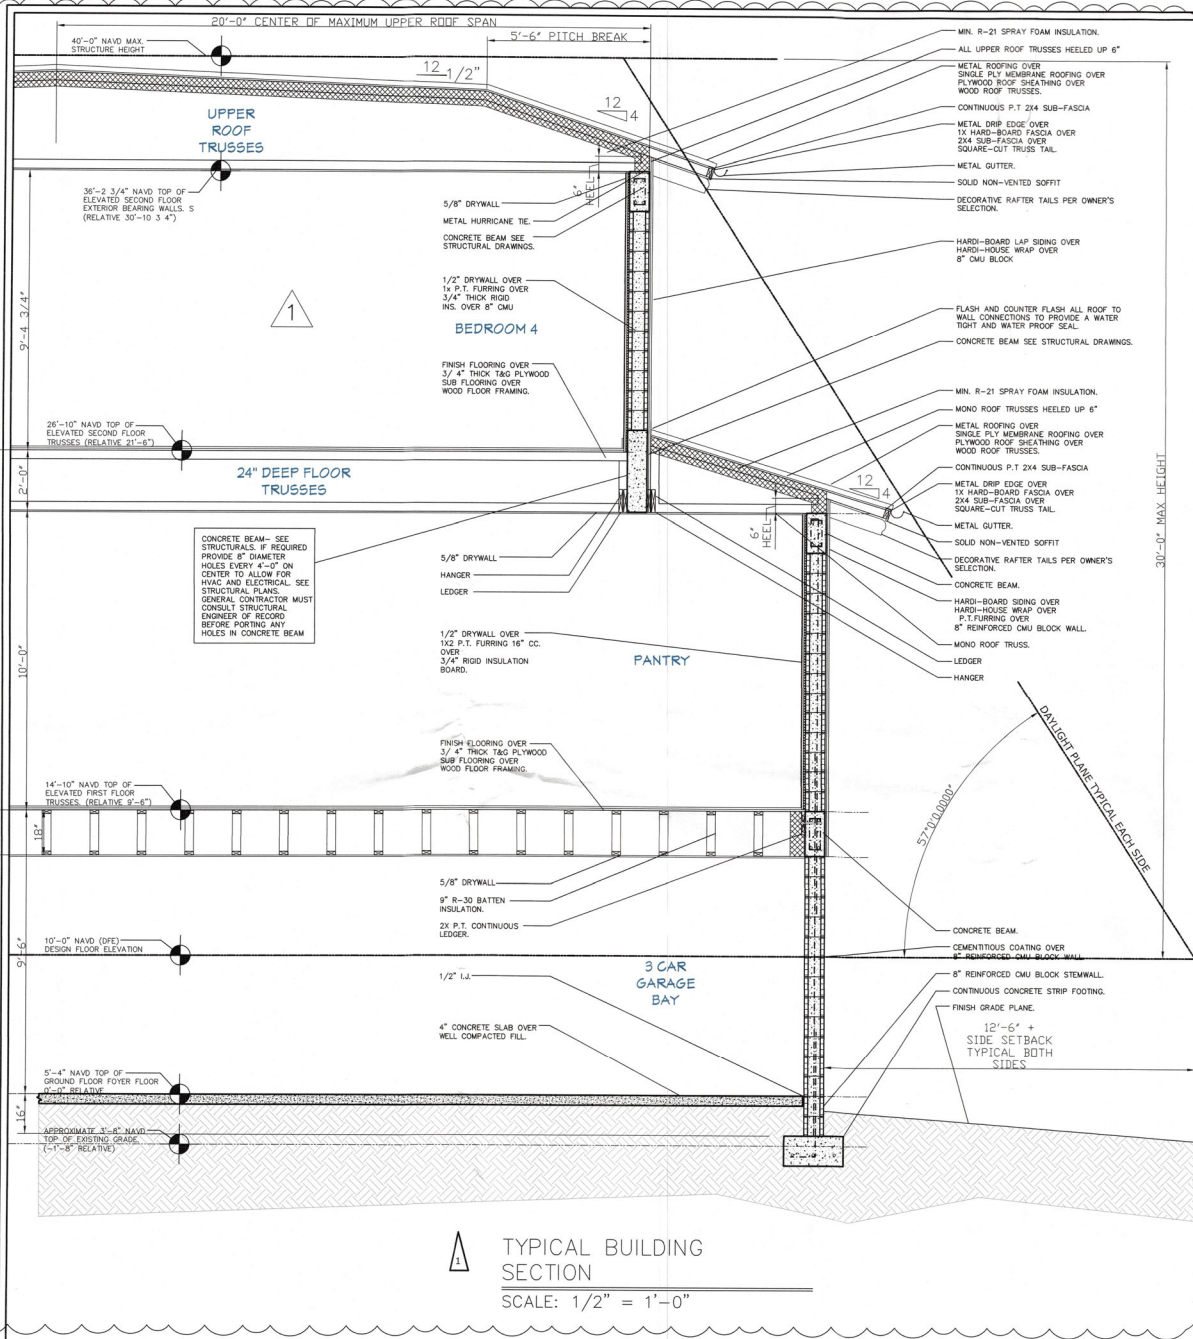 20'-0" CENTER OF MAXIMUM UPPER ROOF SPAN
5'-6" PITCH BREAK
40'-0" NAVD MAX.
STRUCTURE HEIGHT
12
1/2"
12
4
UPPER
ROOF
TRUSSES
36'-2 3/4" NAVD TOP OF
ELEVATED SECOND FLOOR
EXTERIOR BEARING WALLS. S
(RELATIVE 30'-10 3 4")
6"
HEEL
5/8" DRYWALL
METAL HURRICANE TIE.
CONCRETE BEAM SEE
STRUCTURAL DRAWINGS.
1/2" DRYWALL OVER
1x P.T. FURRING OVER
3/4" THICK RIGID
INS. OVER 8" CMU
1
BEDROOM 4
9'-4 3/4"
FINISH FLOORING OVER
3/ 4" THICK T&G PLYWOOD
SUB FLOORING OVER
WOOD FLOOR FRAMING.
26'-10" NAVD TOP OF
ELEVATED SECOND FLOOR
TRUSSES (RELATIVE 21'-6")
2'-0"
24" DEEP FLOOR
TRUSSES
CONCRETE BEAM- SEE
STRUCTURALS. IF REQUIRED
PROVIDE 8" DIAMETER
HOLES EVERY 4'-0" ON
CENTER TO ALLOW FOR
HVAC AND ELECTRICAL. SEE
STRUCTURAL PLANS.
GENERAL CONTRACTOR MUST
CONSULT STRUCTURAL
ENGINEER OF RECORD
BEFORE PORTING ANY
HOLES IN CONCRETE BEAM
5/8" DRYWALL
HANGER
LEDGER
12
4
6"
HEEL
10'-0"
1/2" DRYWALL OVER
1X2 P.T. FURRING 16" CC.
OVER
3/4" RIGID INSULATION
BOARD.
PANTRY
FINISH FLOORING OVER
3/ 4" THICK T&G PLYWOOD
SUB FLOORING OVER
WOOD FLOOR FRAMING.
14'-10" NAVD TOP OF
ELEVATED FIRST FLOOR
TRUSSES. (RELATIVE 9'-6")
18"
5/8" DRYWALL
9" R-30 BATTEN
INSULATION.
2X P.T. CONTINUOUS
LEDGER.
10'-0" NAVD (DFE)
DESIGN FLOOR ELEVATION
9'-6"
1/2" I.J.
3 CAR
GARAGE
BAY
4" CONCRETE SLAB OVER
WELL COMPACTED FILL.
5'-4" NAVD TOP OF
GROUND FLOOR FOYER FLOOR
0'-0" RELATIVE
16"
APPROXIMATE 3'-8" NAVD
TOP OF EXISTING GRADE.
(-1'-8" RELATIVE)
MIN. R-21 SPRAY FOAM INSULATION.
ALL UPPER ROOF TRUSSES HEELED UP 6"
METAL ROOFING OVER
SINGLE PLY MEMBRANE ROOFING OVER
PLYWOOD ROOF SHEATHING OVER
WOOD ROOF TRUSSES.
CONTINUOUS P.T 2X4 SUB-FASCIA
METAL DRIP EDGE OVER
1X HARD-BOARD FASCIA OVER
2X4 SUB-FASCIA OVER
SQUARE-CUT TRUSS TAIL.
METAL GUTTER.
SOLID NON-VENTED SOFFIT
DECORATIVE RAFTER TAILS PER OWNER'S
SELECTION.
HARDI-BOARD LAP SIDING OVER
HARDI-HOUSE WRAP OVER
8" CMU BLOCK
FLASH AND COUNTER FLASH ALL ROOF TO
WALL CONNECTIONS TO PROVIDE A WATER
TIGHT AND WATER PROOF SEAL.
CONCRETE BEAM SEE STRUCTURAL DRAWINGS.
MIN. R-21 SPRAY FOAM INSULATION.
MONO ROOF TRUSSES HEELED UP 6"
METAL ROOFING OVER
SINGLE PLY MEMBRANE ROOFING OVER
PLYWOOD ROOF SHEATHING OVER
WOOD ROOF TRUSSES.
CONTINUOUS P.T 2X4 SUB-FASCIA
METAL DRIP EDGE OVER
1X HARD-BOARD FASCIA OVER
2X4 SUB-FASCIA OVER
SQUARE-CUT TRUSS TAIL.
METAL GUTTER.
SOLID NON-VENTED SOFFIT
DECORATIVE RAFTER TAILS PER OWNER'S
SELECTION.
CONCRETE BEAM.
HARDI-BOARD SIDING OVER
HARDI-HOUSE WRAP OVER
P.T.FURRING OVER
8" REINFORCED CMU BLOCK WALL.
MONO ROOF TRUSS.
LEDGER
HANGER
30'-0" MAX HEIGHT
DAYLIGHT PLANE TYPICAL EACH SIDE
57°0'0.0000"
CONCRETE BEAM.
CEMENTITIOUS COATING OVER
8" REINFORCED CMU BLOCK WALL
8" REINFORCED CMU BLOCK STEMWALL.
CONTINUOUS CONCRETE STRIP FOOTING.
FINISH GRADE PLANE.
12'-6" +
SIDE SETBACK
TYPICAL BOTH
SIDES
1
TYPICAL BUILDING
SECTION
SCALE: 1/2" = 1'-0"